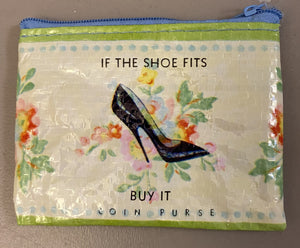 IF THE SHOE FITS
BUY IT
COIN PURSE